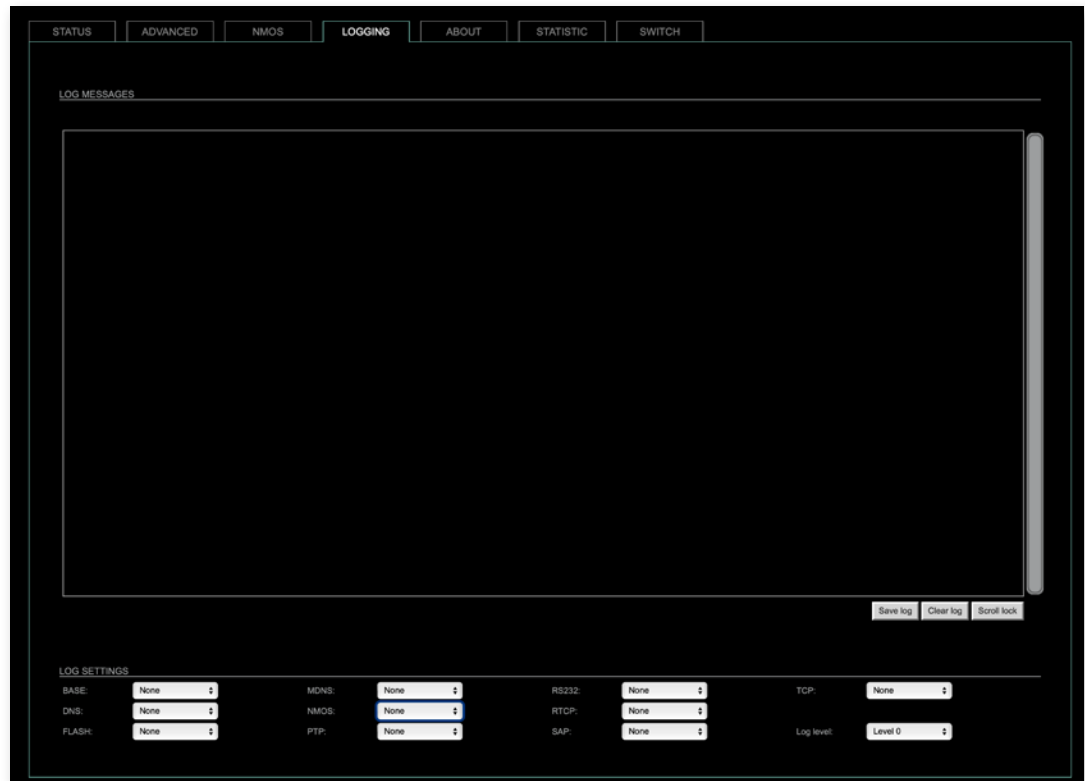 STATUS ADVANCED NMOS LOGGING ABOUT STATISTIC SWITCH
LOG MESSAGES
Save log Clear log Scroll lock
LOG SETTINGS
BASE: None MDNS: None RS232: None TCP: None
DNS: None NMOS: None RTCP: None
FLASH: None PTP: None SAP: None Log level: Level 0